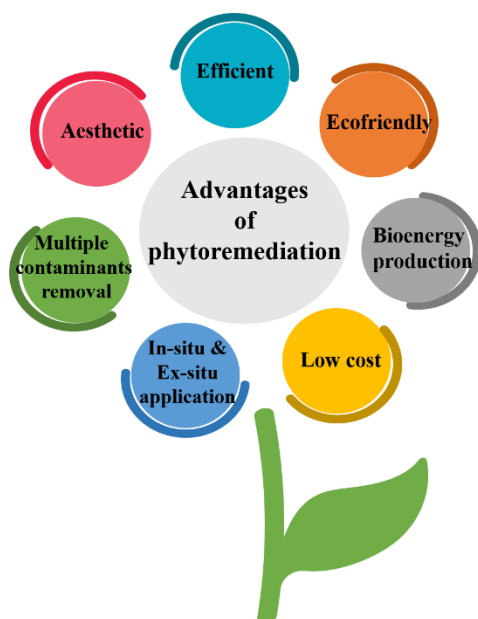 Efficient
Aesthetic
Ecofriendly
Advantages
of
phytoremediation
Multiple
contaminants
removal
Bioenergy
production
In-situ &
Ex-situ
application
Low cost